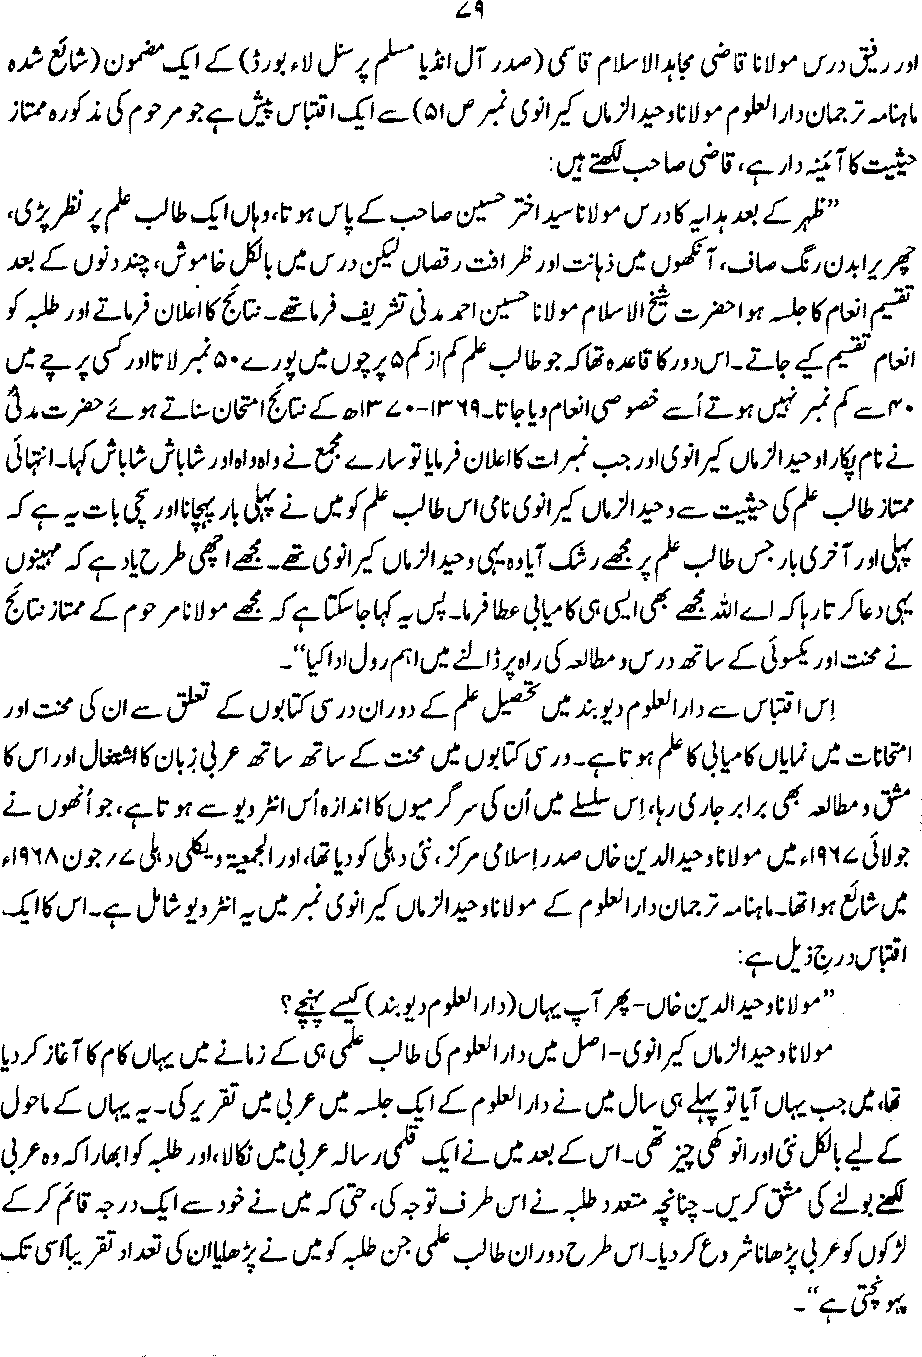 ۷۹
اور رفیق درس مولانا قاضی مجاہد الاسلام قاسمی (صدر آل انڈیا مسلم پرسنل لاء بورڈ) کے ایک مضمون (شائع شدہ
ماہنامہ ترجمان دارالعلوم مولانا وحید الزماں کیرانوی نمبر ص۵۱) سے ایک اقتباس پیش ہے جو مرحوم کی مذکورہ ممتاز
حیثیت کا آئینہ دار ہے، قاضی صاحب لکھتے ہیں:
”ظہر کے بعد ہدایہ کا درس مولانا سید اختر حسین صاحب کے پاس ہوتا، وہاں ایک طالب علم پر نظر پڑی،
چھریرا بدن رنگ صاف، آنکھوں میں ذہانت اور ظرافت رقصاں لیکن درس میں بالکل خاموش، چند دنوں کے بعد
تقسیم انعام کا جلسہ ہوا حضرت شیخ الاسلام مولانا حسین احمد مدنی تشریف فرما تھے۔ نتائج کا اعلان فرماتے اور طلبہ کو
انعام تقسیم کیے جاتے۔ اس دور کا قاعدہ تھا کہ جو طالب علم کم از کم ۵ پرچوں میں پورے ۵۰ نمبر لاتا اور کسی پرچے میں
۴۰ سے کم نمبر نہیں ہوتے اُسے خصوصی انعام دیا جاتا۔ ۱۳۶۹-۱۳۷۰ھ کے نتائج امتحان سناتے ہوئے حضرت مدنیؒ
نے نام پکارا وحید الزماں کیرانوی اور جب نمبرات کا اعلان فرمایا تو سارے مجمع نے واہ واہ اور شاباش شاباش کہا۔ انتہائی
ممتاز طالب علم کی حیثیت سے وحید الزماں کیرانوی نامی اس طالب علم کو میں نے پہلی بار پہچانا اور سچی بات یہ ہے کہ
پہلی اور آخری بار جس طالب علم پر مجھے رشک آیا وہ یہی وحید الزماں کیرانوی تھے۔ مجھے اچھی طرح یاد ہے کہ مہینوں
یہی دعا کرتا رہا کہ اے اللہ مجھے بھی ایسی ہی کامیابی عطا فرما۔ پس یہ کہا جا سکتا ہے کہ مجھے مولانا مرحوم کے ممتاز نتائج
نے محنت اور یکسوئی کے ساتھ درس و مطالعہ کی راہ پر ڈالنے میں اہم رول ادا کیا“۔
اِس اقتباس سے دارالعلوم دیوبند میں تحصیل علم کے دوران درسی کتابوں کے تعلق سے ان کی محنت اور
امتحانات میں نمایاں کامیابی کا علم ہوتا ہے۔ درسی کتابوں میں محنت کے ساتھ ساتھ عربی زبان کا اشتغال اور اس کا
مشق و مطالعہ بھی برابر جاری رہا، اِس سلسلے میں اُن کی سرگرمیوں کا اندازہ اُس انٹرویو سے ہوتا ہے، جو اُنھوں نے
جولائی ۱۹۶۷ء میں مولانا وحید الدین خاں صدر اِسلامی مرکز، نئی دہلی کو دیا تھا، اور الجمعیۃ ویکلی دہلی ۷/جون ۱۹۶۸ء
میں شائع ہوا تھا۔ ماہنامہ ترجمان دارالعلوم کے مولانا وحید الزماں کیرانوی نمبر میں یہ انٹرویو شامل ہے۔ اس کا ایک
اقتباس درج ذیل ہے:
”مولانا وحید الدین خاں- پھر آپ یہاں (دارالعلوم دیوبند) کیسے پہنچے؟
مولانا وحید الزماں کیرانوی- اصل میں دارالعلوم کی طالب علمی ہی کے زمانے میں یہاں کام کا آغاز کر دیا
تھا، میں جب یہاں آیا تو پہلے ہی سال میں نے دارالعلوم کے ایک جلسہ میں عربی میں تقریر کی۔ یہ یہاں کے ماحول
کے لیے بالکل نئی اور انوکھی چیز تھی۔ اس کے بعد میں نے ایک قلمی رسالہ عربی میں نکالا، اور طلبہ کو ابھارا کہ وہ عربی
لکھنے بولنے کی مشق کریں۔ چنانچہ متعدد طلبہ نے اس طرف توجہ کی، حتی کہ میں نے خود سے ایک درجہ قائم کر کے
لڑکوں کو عربی پڑھانا شروع کر دیا۔ اس طرح دوران طالب علمی جن طلبہ کو میں نے پڑھایا ان کی تعداد تقریباً اسی تک
پہونچتی ہے“۔